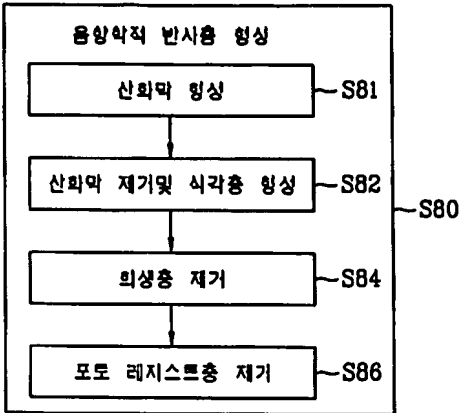 음향학적 반사층 형성
산화막 형성
S81
산화막 제거및 식각층 형성
S82
S80
희생층 제거
S84
포토 레지스트층 제거
S86